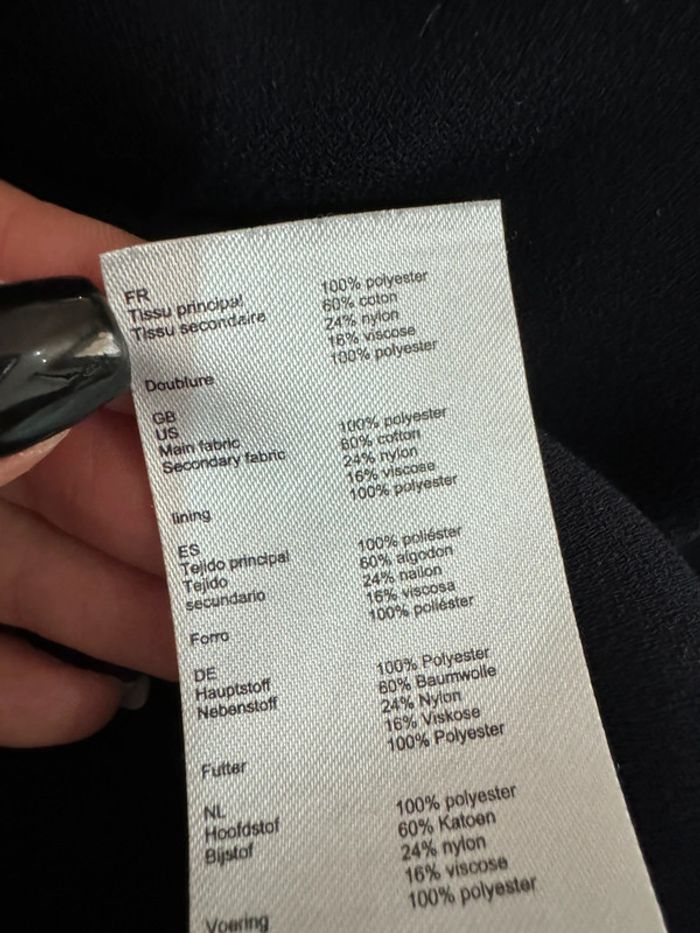 FR
Tissu principal 100% polyester
Tissu secondaire 60% coton
24% nylon
16% viscose
Doublure 100% polyester
GB
US
Main fabric 100% polyester
Secondary fabric 60% cotton
24% nylon
16% viscose
lining 100% polyester
ES
Tejido principal 100% poliéster
Tejido secundario 60% algodon
24% nailon
16% viscosa
Forro 100% poliéster
DE
Hauptstoff 100% Polyester
Nebenstoff 60% Baumwolle
24% Nylon
16% Viskose
Futter 100% Polyester
NL
Hoofdstof 100% polyester
Bijstof 60% Katoen
24% nylon
16% viscose
Voering 100% polyester